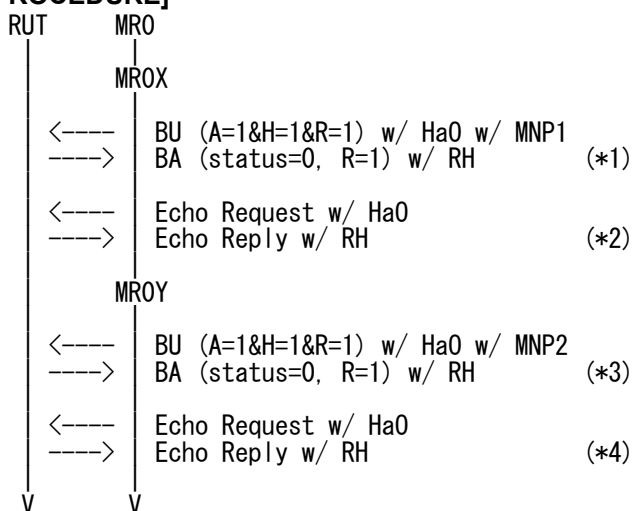 ROCEDURE]
RUT MR0
MR0X
<---- BU (A=1&H=1&R=1) w/ HaO w/ MNP1
----> BA (status=0, R=1) w/ RH (*1)
<---- Echo Request w/ HaO
----> Echo Reply w/ RH (*2)
MR0Y
<---- BU (A=1&H=1&R=1) w/ HaO w/ MNP2
----> BA (status=0, R=1) w/ RH (*3)
<---- Echo Request w/ HaO
----> Echo Reply w/ RH (*4)
V V